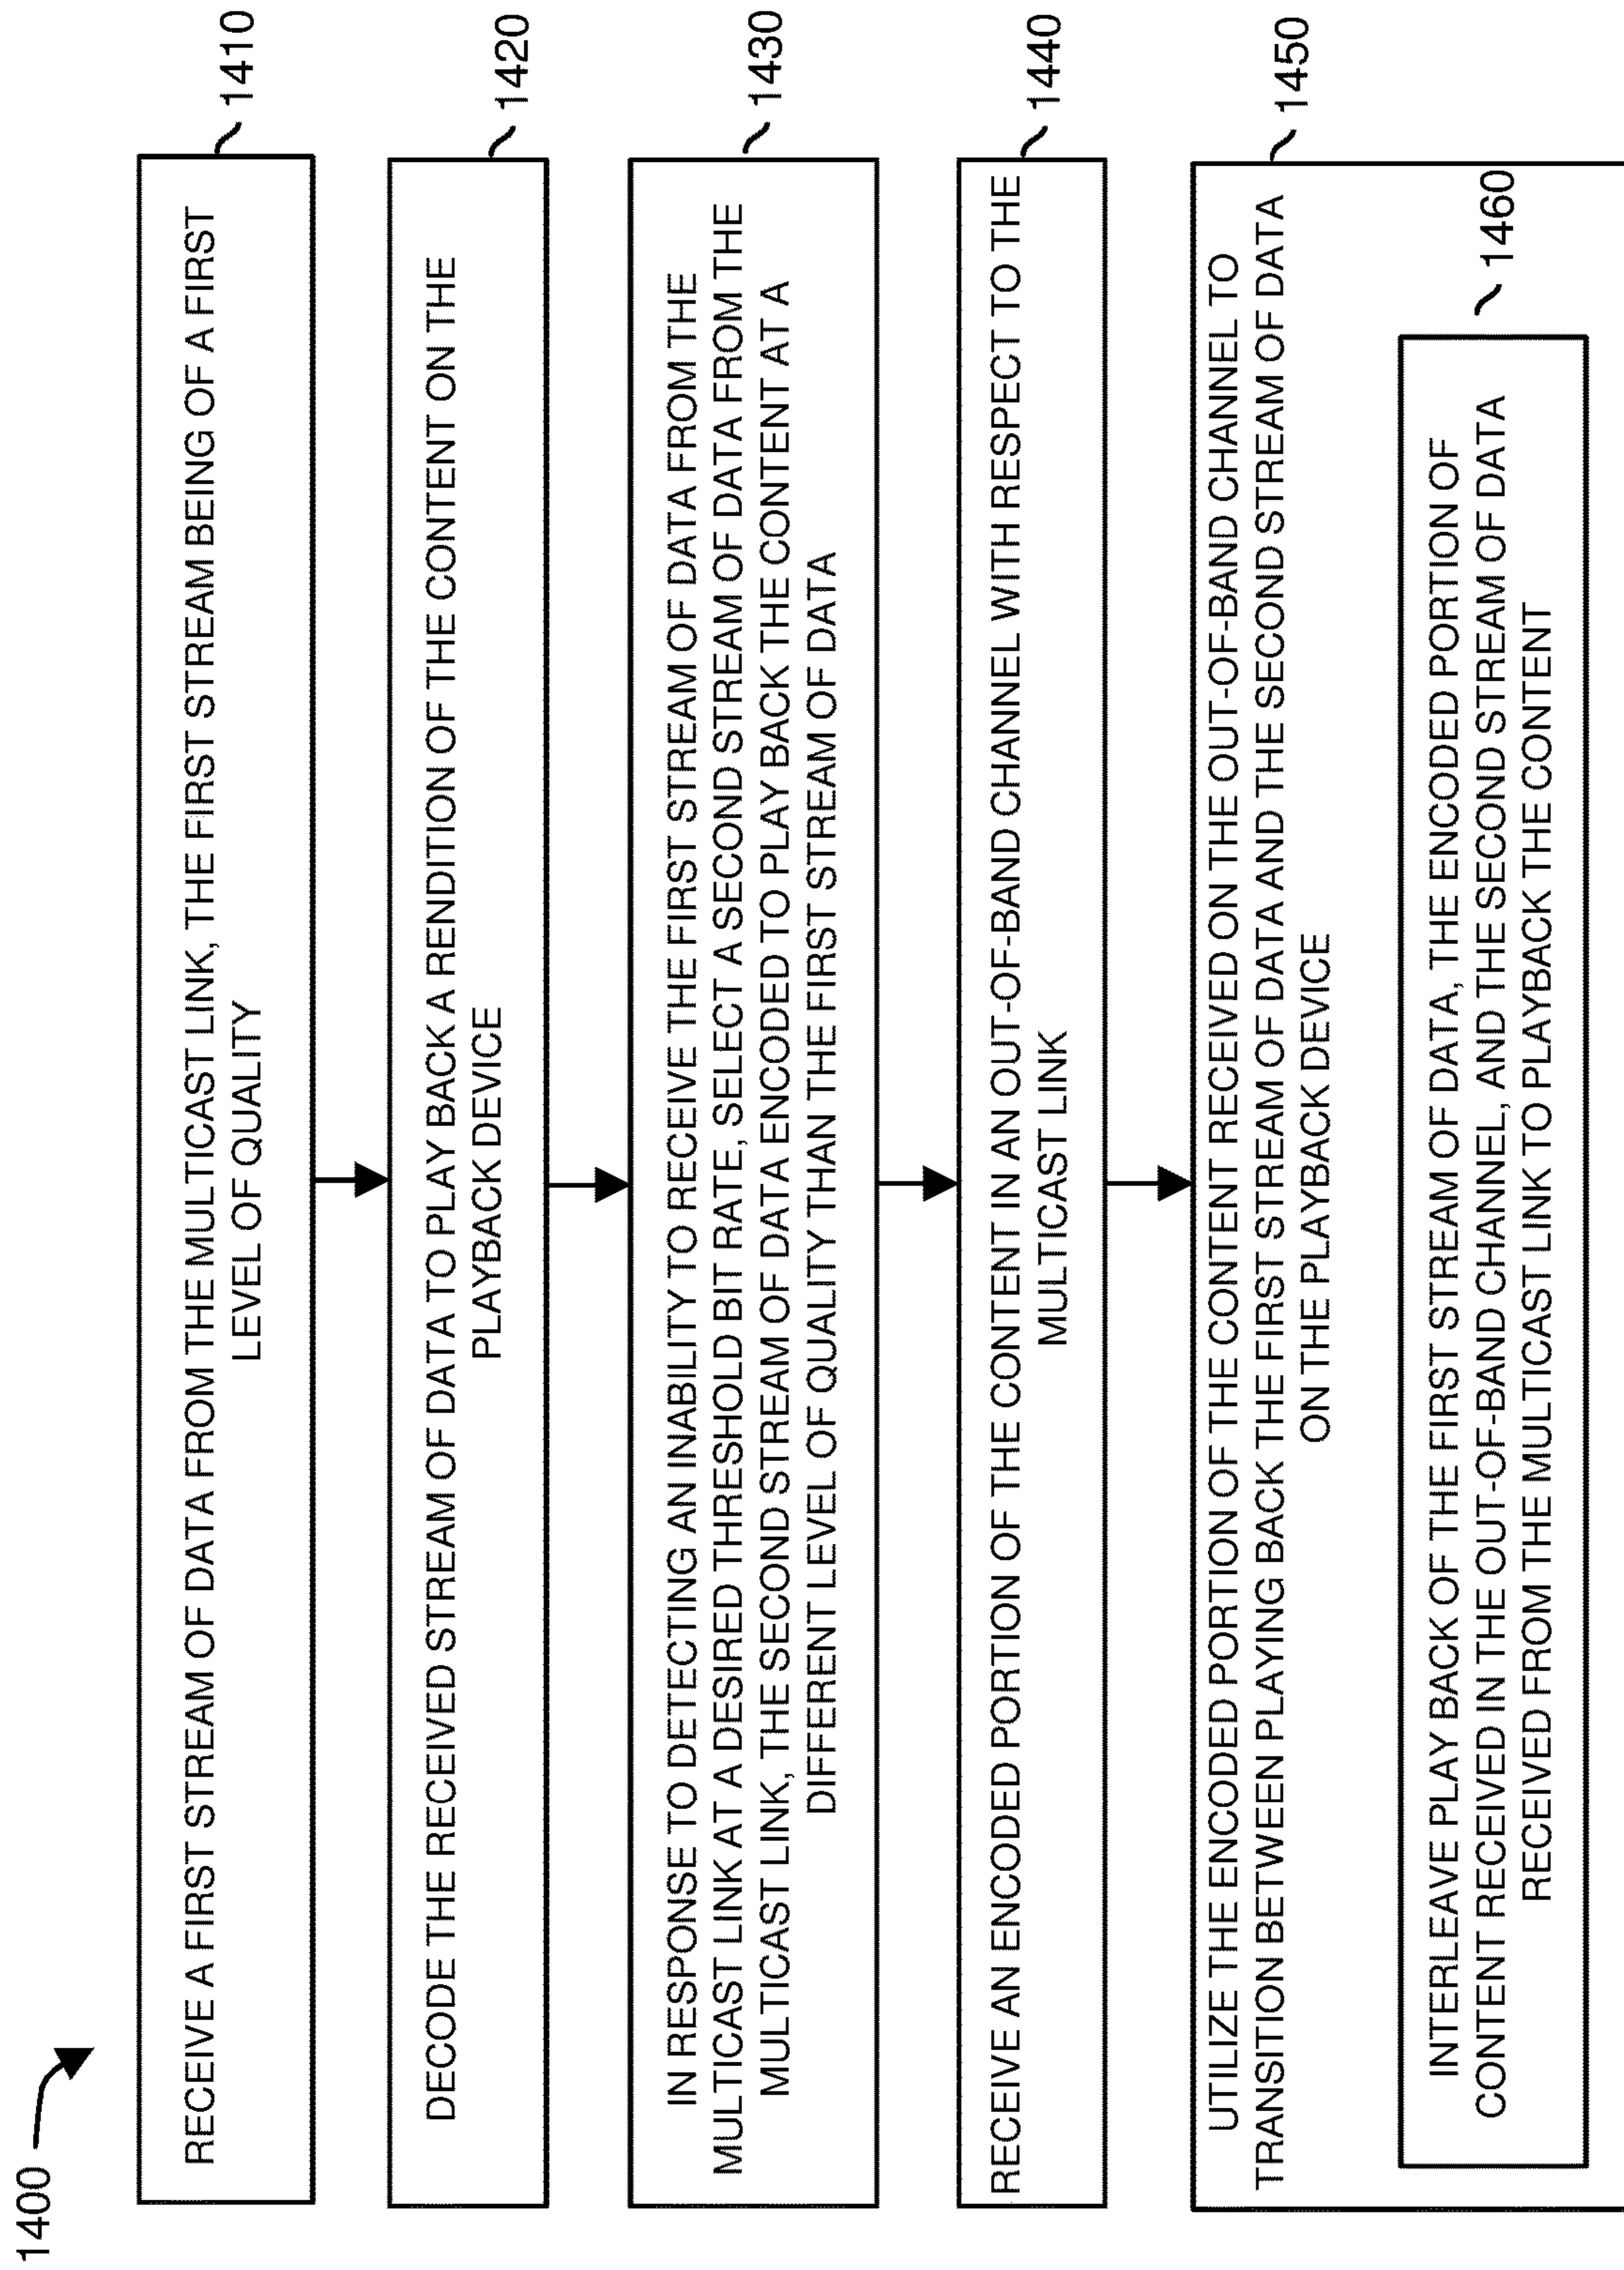 1400
RECEIVE A FIRST STREAM OF DATA FROM THE MULTICAST LINK, THE FIRST STREAM BEING OF A FIRST
LEVEL OF QUALITY
1410
DECODE THE RECEIVED STREAM OF DATA TO PLAY BACK A RENDITION OF THE CONTENT ON THE
PLAYBACK DEVICE
1420
IN RESPONSE TO DETECTING AN INABILITY TO RECEIVE THE FIRST STREAM OF DATA FROM THE
MULTICAST LINK AT A DESIRED THRESHOLD BIT RATE, SELECT A SECOND STREAM OF DATA FROM THE
MULTICAST LINK, THE SECOND STREAM OF DATA ENCODED TO PLAY BACK THE CONTENT AT A
DIFFERENT LEVEL OF QUALITY THAN THE FIRST STREAM OF DATA
1430
RECEIVE AN ENCODED PORTION OF THE CONTENT IN AN OUT-OF-BAND CHANNEL WITH RESPECT TO THE
MULTICAST LINK
1440
UTILIZE THE ENCODED PORTION OF THE CONTENT RECEIVED ON THE OUT-OF-BAND CHANNEL TO
TRANSITION BETWEEN PLAYING BACK THE FIRST STREAM OF DATA AND THE SECOND STREAM OF DATA
ON THE PLAYBACK DEVICE
1450
INTERLEAVE PLAY BACK OF THE FIRST STREAM OF DATA, THE ENCODED PORTION OF
CONTENT RECEIVED IN THE OUT-OF-BAND CHANNEL, AND THE SECOND STREAM OF DATA
RECEIVED FROM THE MULTICAST LINK TO PLAYBACK THE CONTENT
1460